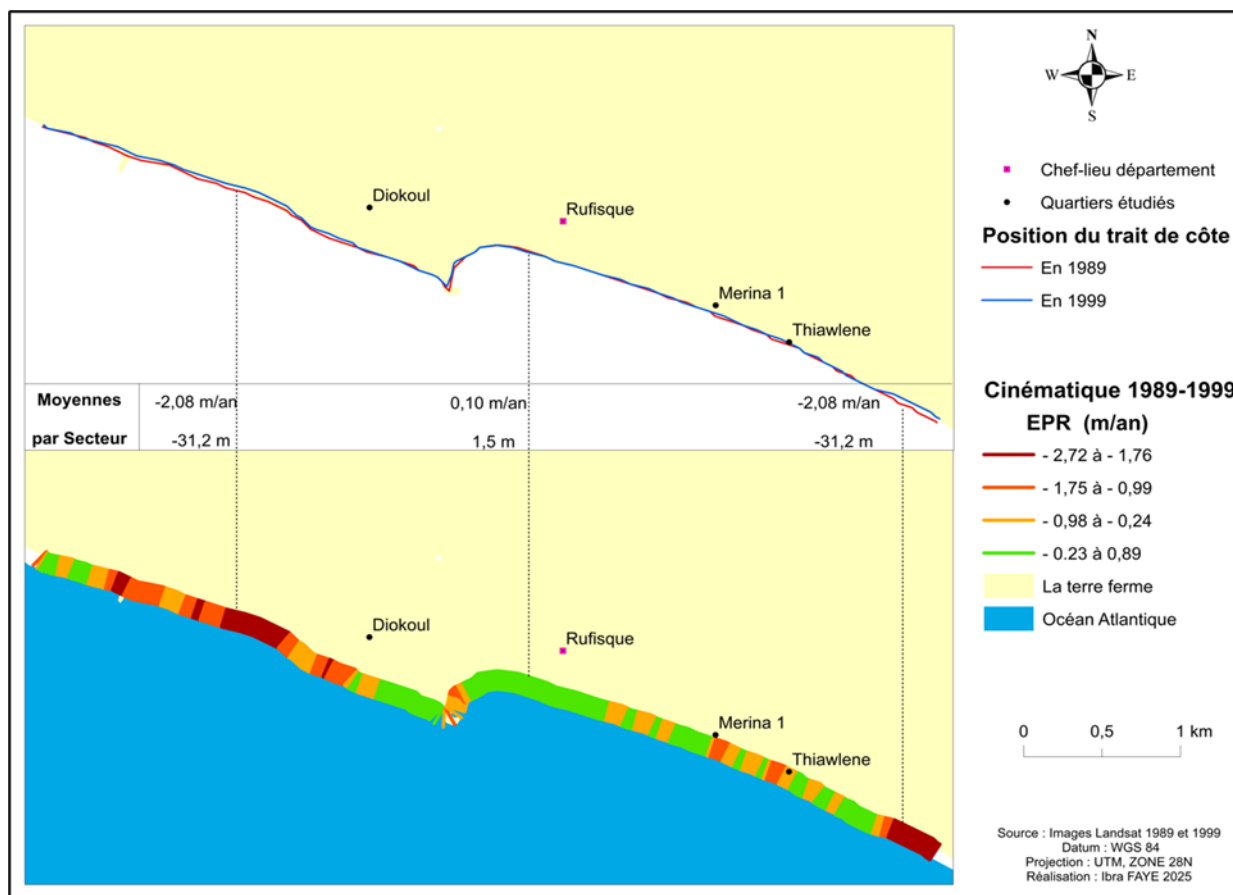 Diokoul
Rufisque
Merina 1
Thiawlene
Moyennes
par Secteur
-2,08 m/an
0,10 m/an
-2,08 m/an
-31,2 m
1,5 m
-31,2 m
Diokoul
Rufisque
Merina 1
Thiawlene
N
W
E
S
Chef-lieu département
Quartiers étudiés
Position du trait de côte
En 1989
En 1999
Cinématique 1989-1999
EPR (m/an)
- 2,72 à - 1,76
- 1,75 à - 0,99
- 0,98 à - 0,24
- 0.23 à 0,89
La terre ferme
Océan Atlantique
0 0,5 1 km
Source : Images Landsat 1989 et 1999
Datum : WGS 84
Projection : UTM, ZONE 28N
Réalisation : Ibra FAYE 2025